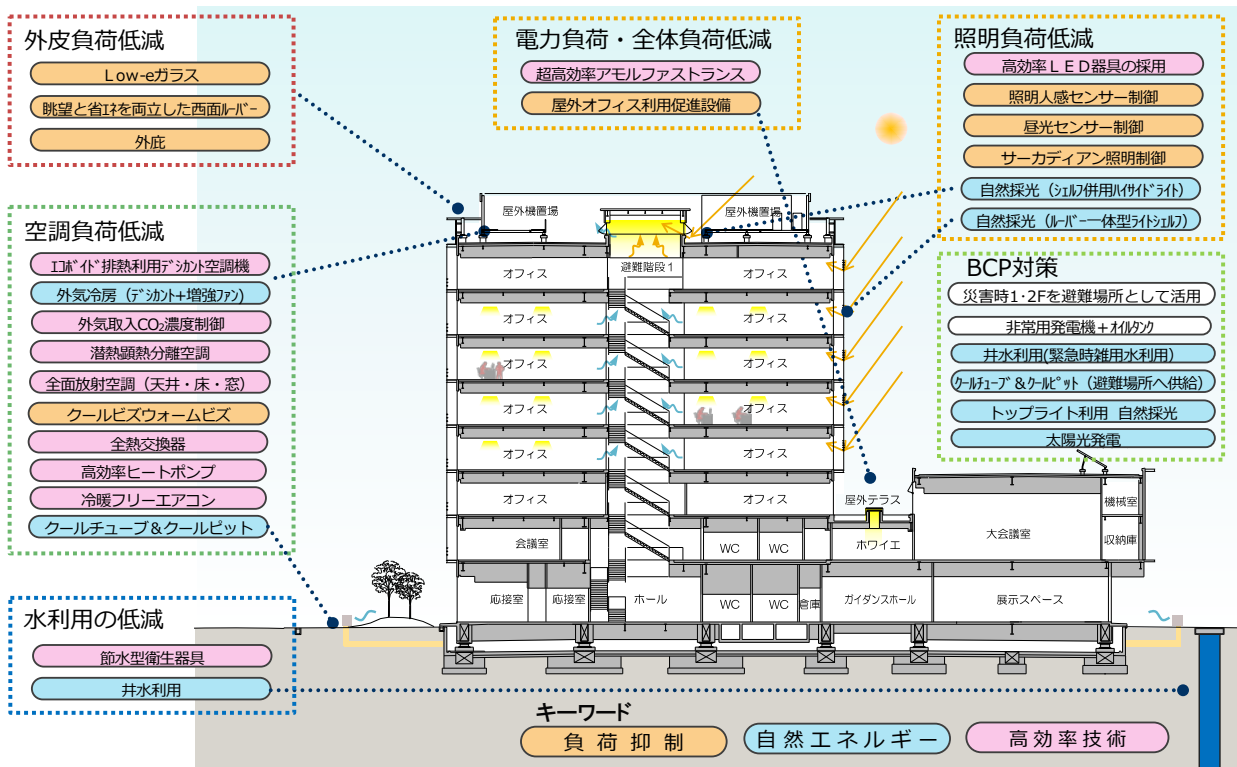 外皮負荷低減
Low-eガラス
眺望と省ｴﾈを両立した西面ﾙｰﾊﾞｰ
外庇
電力負荷・全体負荷低減
超高効率アモルファストランス
屋外オフィス利用促進設備
照明負荷低減
高効率ＬＥＤ器具の採用
照明人感センサー制御
昼光センサー制御
サーカディアン照明制御
自然採光（ｼｪﾙﾌ併用ﾊｲｻｲﾄﾞﾗｲﾄ）
自然採光（ﾙｰﾊﾞｰ一体型ﾗｲﾄｼｪﾙﾌ）
空調負荷低減
ｴｺﾎﾞｲﾄﾞ排熱利用ﾃﾞｼｶﾝﾄ空調機
外気冷房（ﾃﾞｼｶﾝﾄ+増強ﾌｧﾝ）
外気取入CO₂濃度制御
潜熱顕熱分離空調
全面放射空調（天井・床・窓）
クールビズウォームビズ
全熱交換器
高効率ヒートポンプ
冷暖フリーエアコン
クールチューブ＆クールピット
BCP対策
災害時1・2Fを避難場所として活用
非常用発電機＋ｵｲﾙﾀﾝｸ
井水利用(緊急時雑用水利用)
ｸｰﾙﾁｭｰﾌﾞ＆ｸｰﾙﾋﾟｯﾄ（避難場所へ供給）
トップライト利用 自然採光
太陽光発電
屋外機置場
屋外機置場
避難階段１
オフィス
オフィス
オフィス
オフィス
オフィス
オフィス
オフィス
オフィス
オフィス
オフィス
オフィス
オフィス
屋外テラス
機械室
会議室
WC
WC
ホワイエ
大会議室
収納庫
応接室
応接室
ホール
WC
WC
倉庫
ガイダンスホール
展示スペース
水利用の低減
節水型衛生器具
井水利用
キーワード
負荷抑制
自然エネルギー
高効率技術